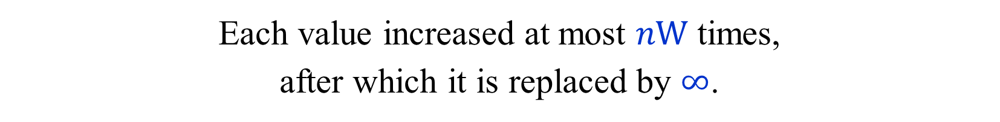 Each value increased at most nW times,
after which it is replaced by ∞.